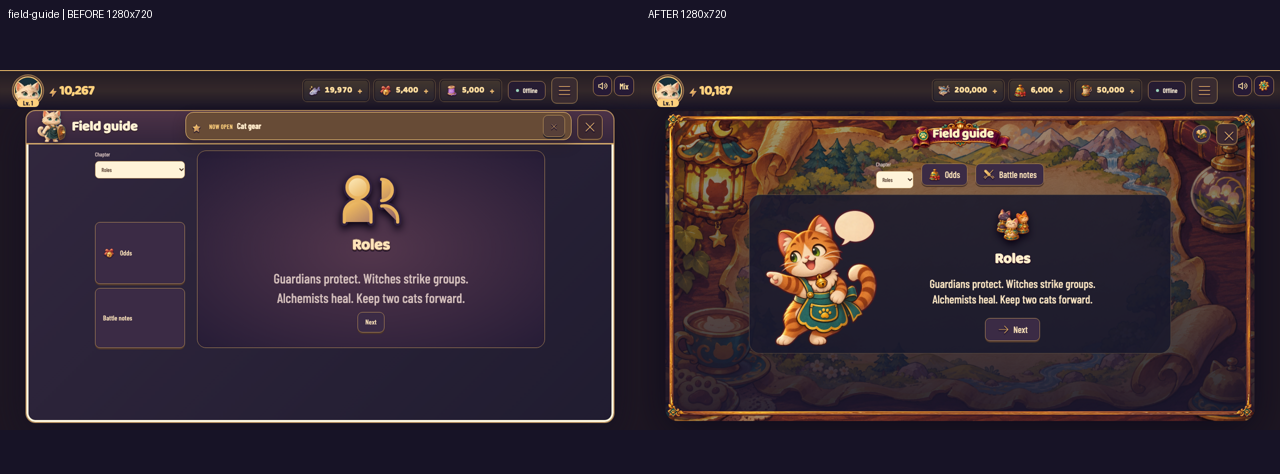 field-guide | BEFORE 1280x720
AFTER 1280x720
Lv. 1
10,267
19,970 +
5,400 +
5,000 +
Offline
Mix
Field guide
NOW OPEN Cat gear
Chapter
Roles
Odds
Battle notes
Roles
Guardians protect. Witches strike groups.
Alchemists heal. Keep two cats forward.
Next
Lv. 1
10,187
200,000 +
6,000 +
50,000 +
Offline
Field guide
Chapter
Roles
Odds
Battle notes
Roles
Guardians protect. Witches strike groups.
Alchemists heal. Keep two cats forward.
Next